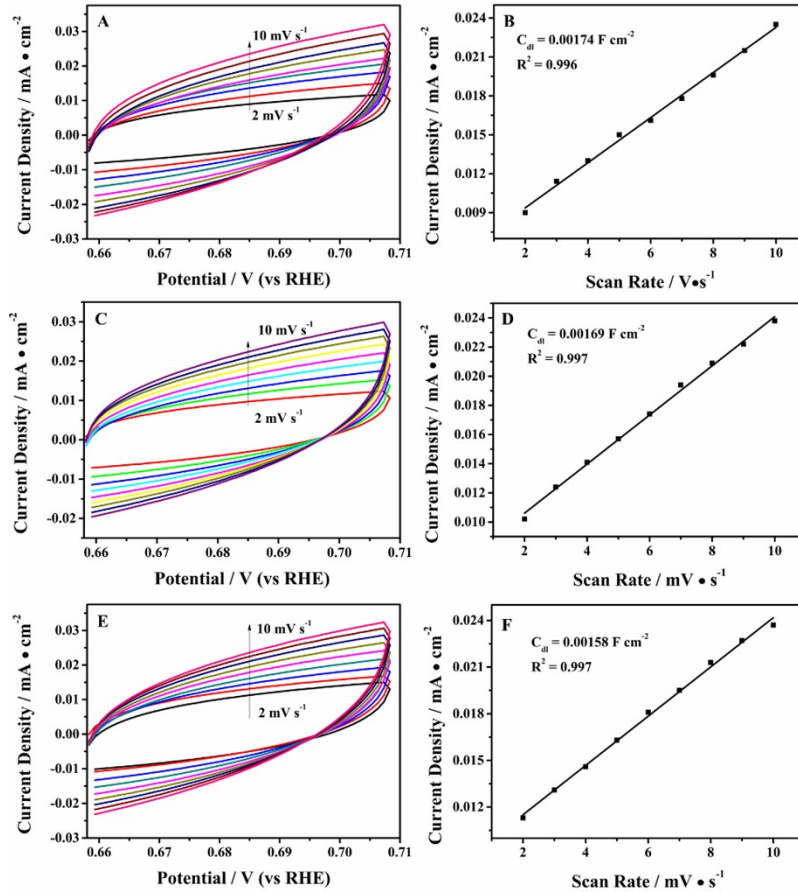 A
10 mV s-1
2 mV s-1
0.03
0.02
0.01
0.00
-0.01
-0.02
-0.03
0.66 0.67 0.68 0.69 0.70 0.71
Current Density / mA • cm-2
Potential / V (vs RHE)
B
Cdl = 0.00174 F cm-2
R2 = 0.996
0.024
0.018
0.015
0.012
0.009
2 4 6 8 10
Current Density / mA • cm-2
Scan Rate / V•s-1
C
10 mV s-1
2 mV s-1
0.03
0.02
0.01
0.00
-0.01
-0.02
0.66 0.67 0.68 0.69 0.70 0.71
Current Density / mA • cm-2
Potential / V (vs RHE)
D
Cdl = 0.00169 F cm-2
R2 = 0.997
0.024
0.022
0.020
0.018
0.016
0.014
0.012
0.010
2 4 6 8 10
Current Density / mA • cm-2
Scan Rate / mV • s-1
E
10 mV s-1
2 mV s-1
0.03
0.02
0.01
0.00
-0.01
-0.02
-0.03
0.66 0.67 0.68 0.69 0.70 0.71
Current Density / mA • cm-2
Potential / V (vs RHE)
F
Cdl = 0.00158 F cm-2
R2 = 0.997
0.024
0.021
0.018
0.015
0.012
2 4 6 8 10
Current Density / mA • cm-2
Scan Rate / mV • s-1